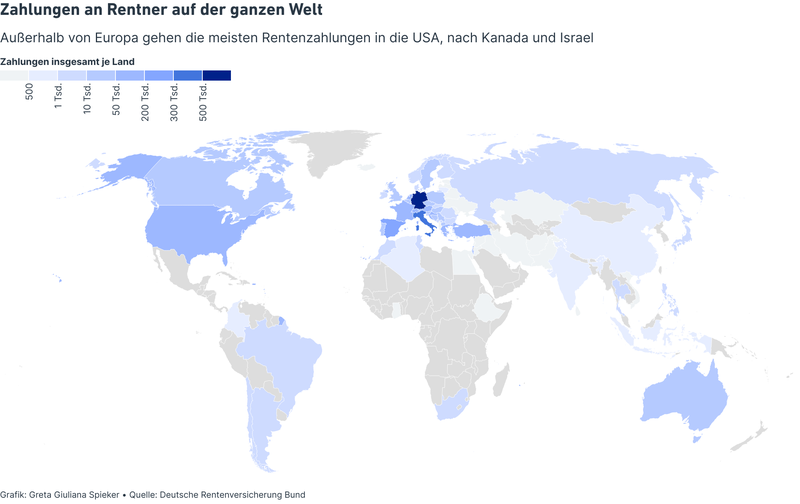 Zahlungen an Rentner auf der ganzen Welt
Außerhalb von Europa gehen die meisten Rentenzahlungen in die USA, nach Kanada und Israel
Zahlungen insgesamt je Land
500
1 Tsd.
10 Tsd.
50 Tsd.
200 Tsd.
300 Tsd.
500 Tsd.
Grafik: Greta Giuliana Spieker • Quelle: Deutsche Rentenversicherung Bund